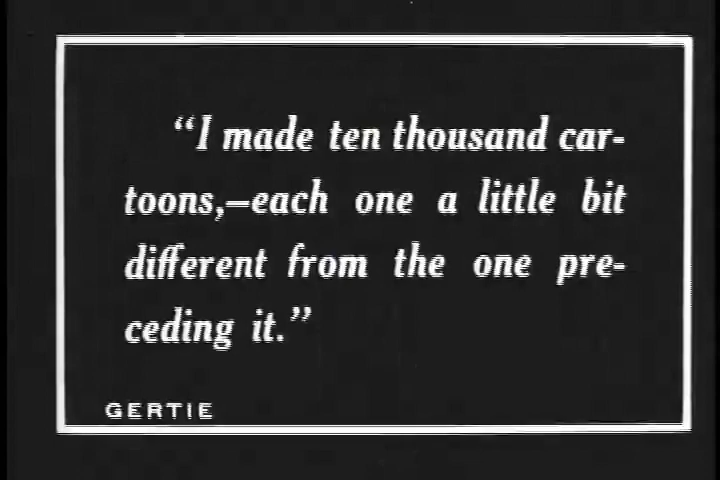 “I made ten thousand car-
toons,—each one a little bit
different from the one pre-
ceding it.”
GERTIE